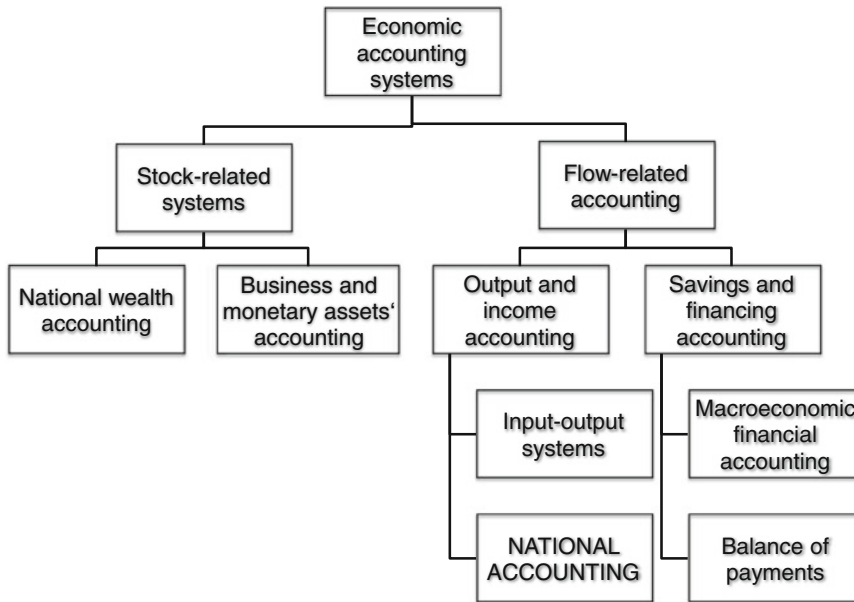 Economic
accounting
systems
Stock-related
systems
Flow-related
accounting
National wealth
accounting
Business and
monetary assets‘
accounting
Output and
income
accounting
Savings and
financing
accounting
Input-output
systems
Macroeconomic
financial
accounting
NATIONAL
ACCOUNTING
Balance of
payments